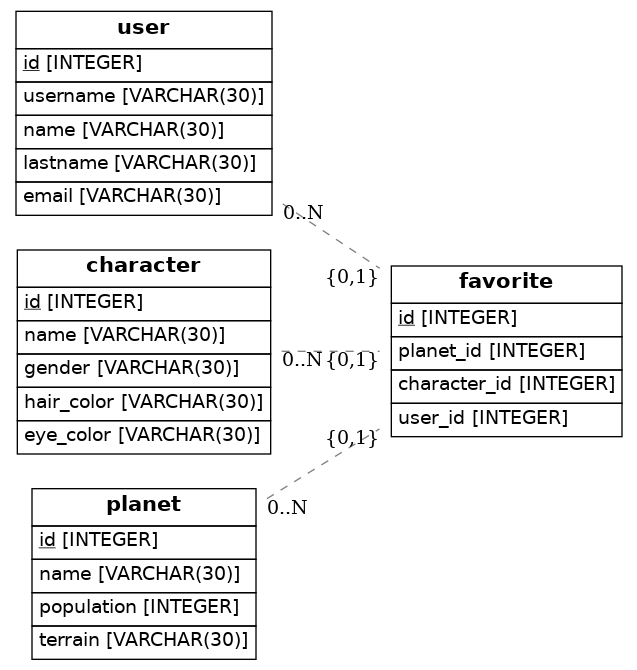 user
id [INTEGER]
username [VARCHAR(30)]
name [VARCHAR(30)]
lastname [VARCHAR(30)]
email [VARCHAR(30)]
0..N
{0,1}
character
id [INTEGER]
name [VARCHAR(30)]
gender [VARCHAR(30)]
hair_color [VARCHAR(30)]
eye_color [VARCHAR(30)]
0..N {0,1}
favorite
id [INTEGER]
planet_id [INTEGER]
character_id [INTEGER]
user_id [INTEGER]
{0,1}
0..N
planet
id [INTEGER]
name [VARCHAR(30)]
population [INTEGER]
terrain [VARCHAR(30)]